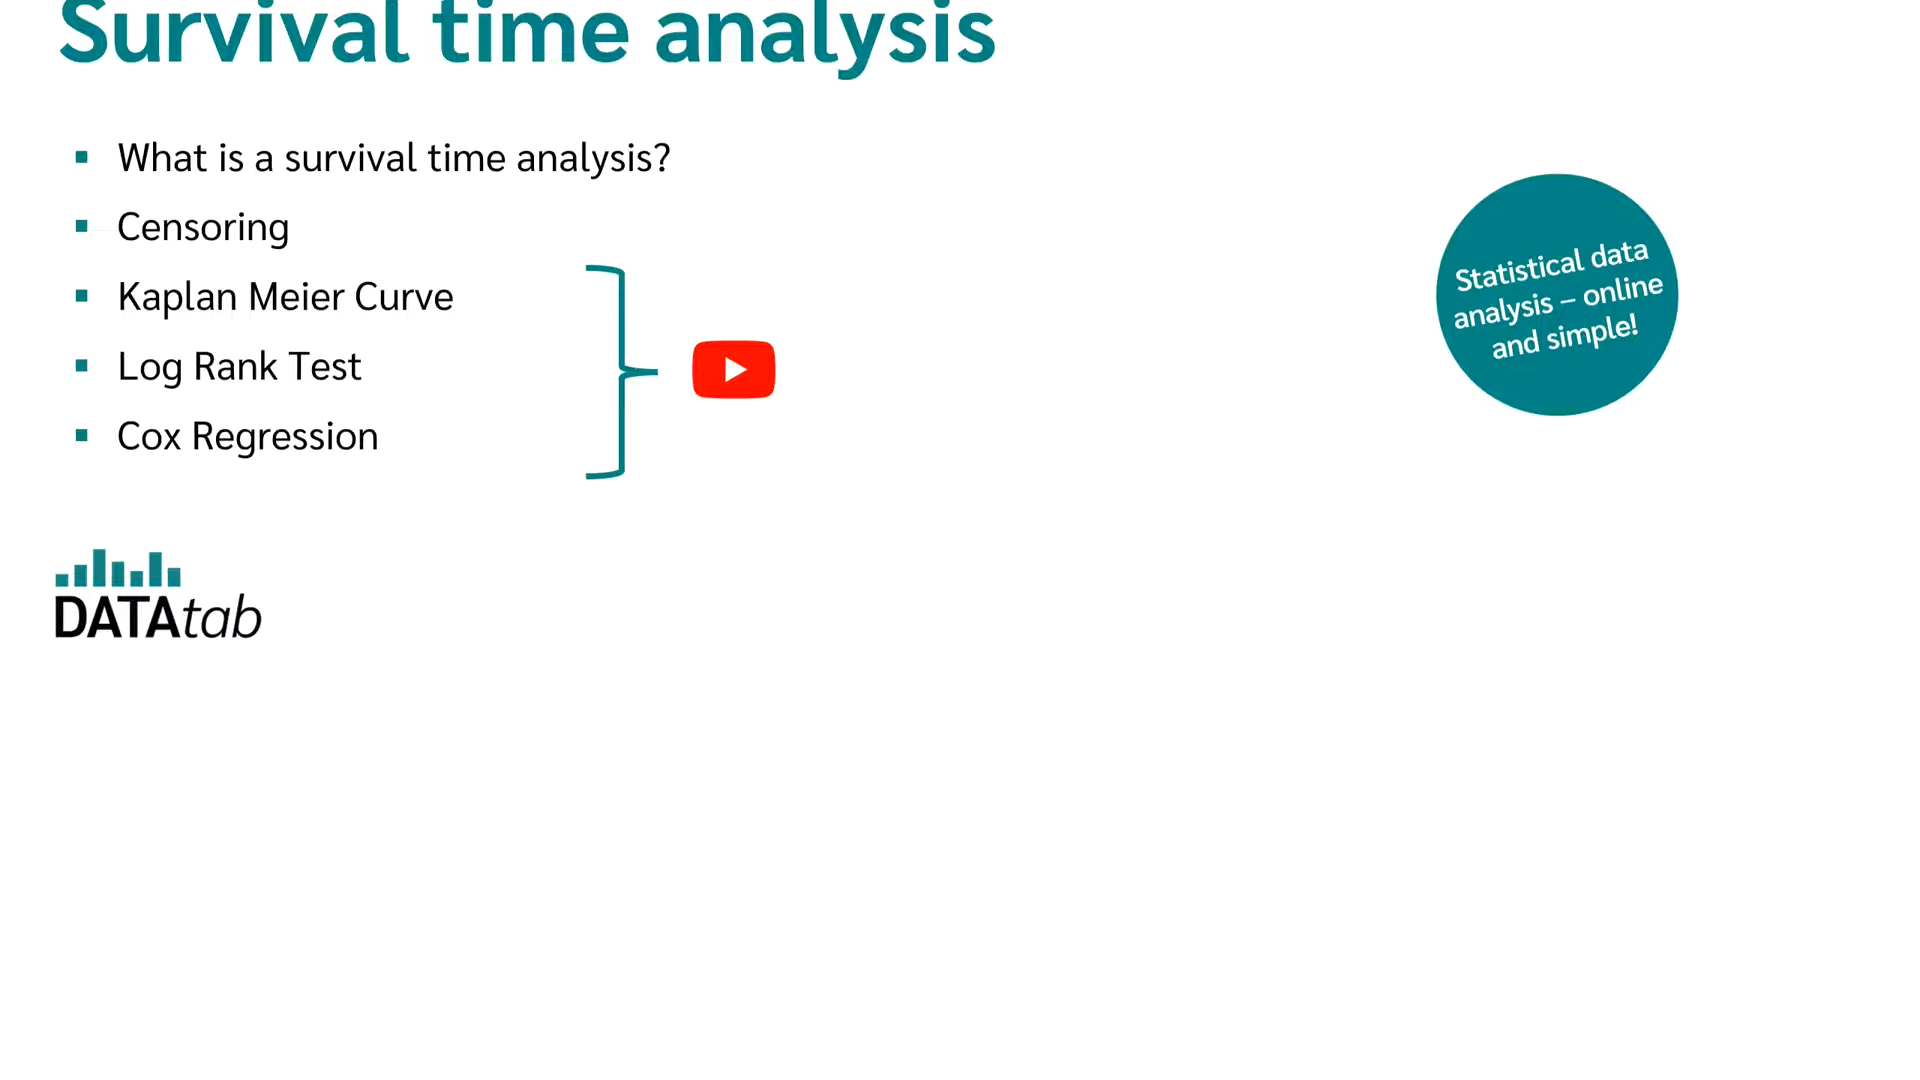 Survival time analysis
What is a survival time analysis?
Censoring
Kaplan Meier Curve
Log Rank Test
Cox Regression
Statistical data
analysis – online
and simple!
DATAtab